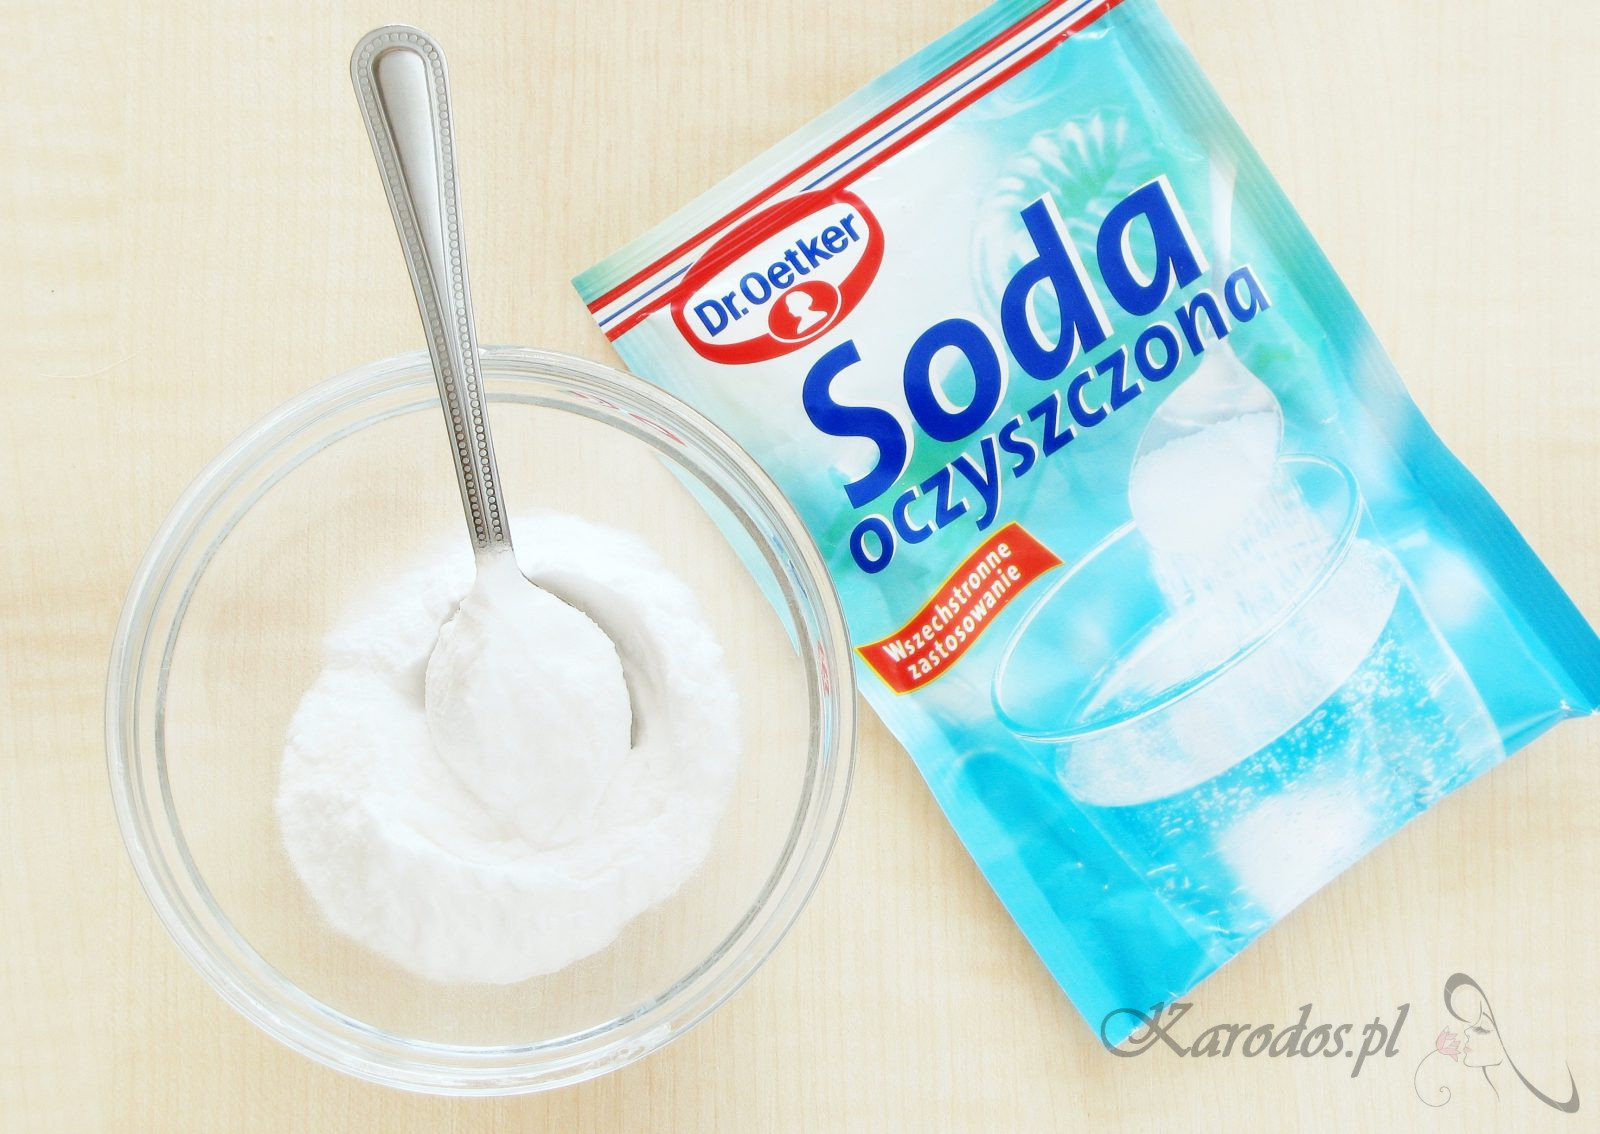 Dr.Oetker
Soda
oczyszczona
Wszechstronne
zastosowanie
Karodos.pl